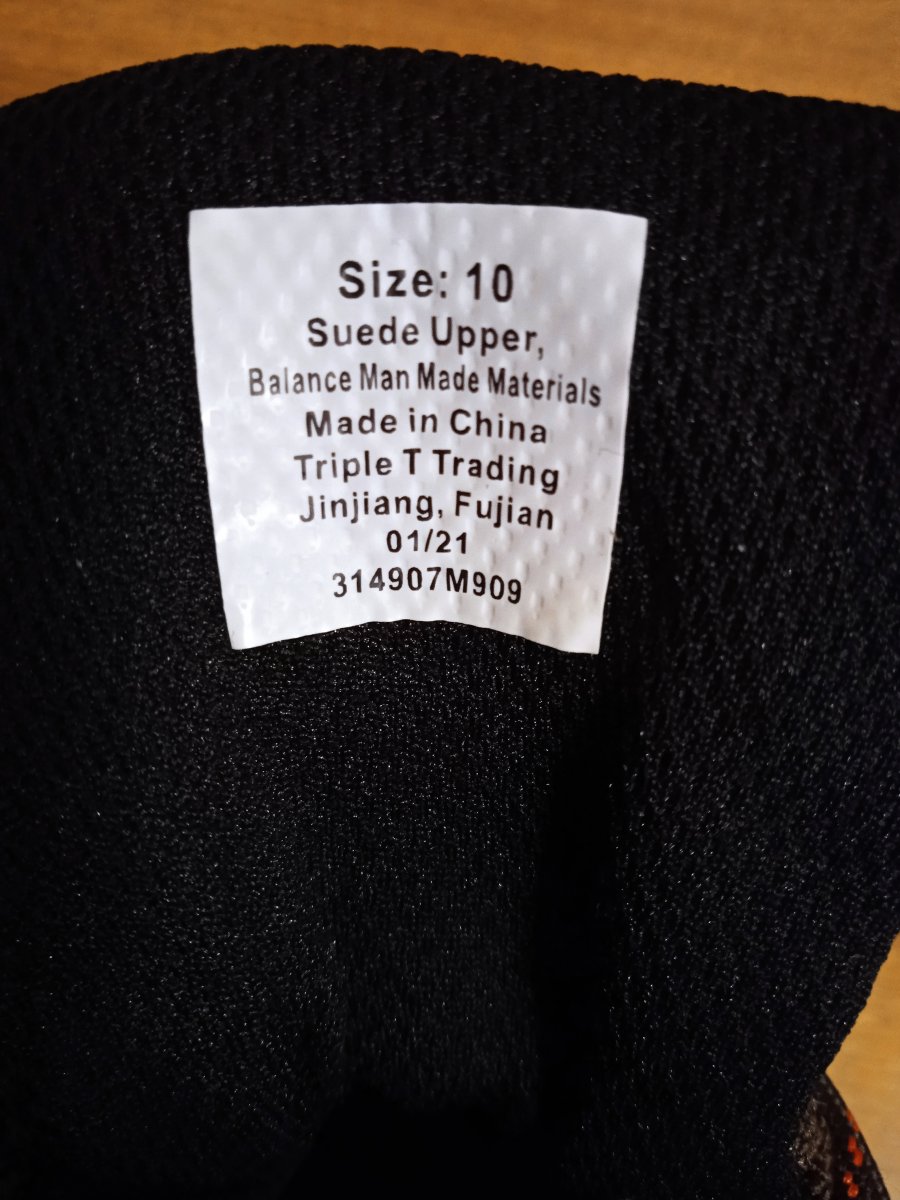 Size: 10
Suede Upper,
Balance Man Made Materials
Made in China
Triple T Trading
Jinjiang, Fujian
01/21
314907M909